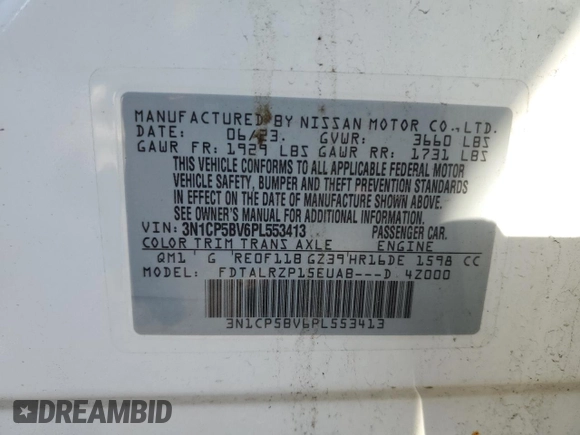 MANUFACTURED BY NISSAN MOTOR CO.,LTD.
DATE: 06/23. GVWR: 3660 LBS
GAWR FR: 1929 LBS GAWR RR: 1731 LBS
THIS VEHICLE CONFORMS TO ALL APPLICABLE FEDERAL MOTOR
VEHICLE SAFETY, BUMPER AND THEFT PREVENTION STANDARDS
IN EFFECT ON THE DATE OF MANUFACTURE SHOWN ABOVE.
SEE OWNER'S MANUAL FOR ADDITIONAL INFORMATION.
VIN: 3N1CP5BV6PL553413 PASSENGER CAR.
COLOR TRIM TRANS AXLE ENGINE
QM1 G RE0F11B GZ39 HR16DE 1598 CC
MODEL: FDTALRZP15EUAB---D 42000
3N1CP5BV6PL553413
DREAMBID